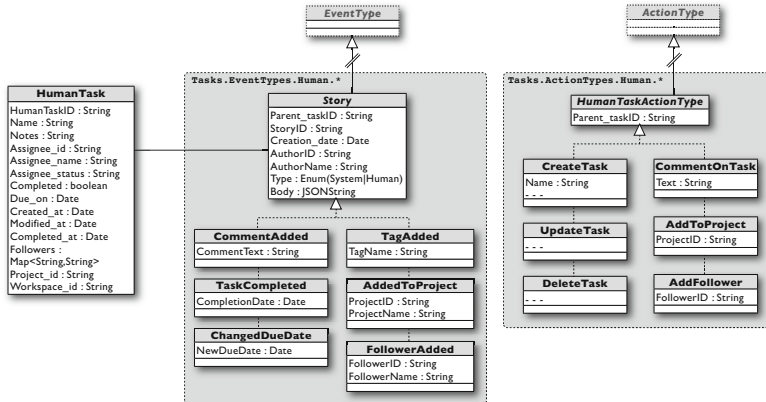 EventType
ActionType
Tasks.EventTypes.Human.*
Tasks.ActionTypes.Human.*
HumanTask
HumanTaskID : String
Name : String
Notes : String
Assignee_id : String
Assignee_name : String
Assignee_status : String
Completed : boolean
Due_on : Date
Created_at : Date
Modified_at : Date
Completed_at : Date
Followers :
Map<String,String>
Project_id : String
Workspace_id : String
Story
Parent_taskID : String
StoryID : String
Creation_date : Date
AuthorID : String
AuthorName : String
Type : Enum(System|Human)
Body : JSONString
CommentAdded
CommentText : String
TaskCompleted
CompletionDate : Date
ChangedDueDate
NewDueDate : Date
TagAdded
TagName : String
AddedToProject
ProjectID : String
ProjectName : String
FollowerAdded
FollowerID : String
FollowerName : String
HumanTaskActionType
Parent_taskID : String
CreateTask
Name : String
- - -
UpdateTask
- - -
DeleteTask
- - -
CommentOnTask
Text : String
AddToProject
ProjectID : String
AddFollower
FollowerID : String